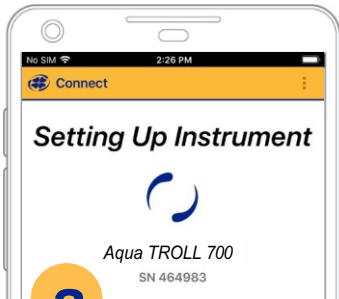 No SIM 2:26 PM
Connect
Setting Up Instrument
Aqua TROLL 700
SN 464983